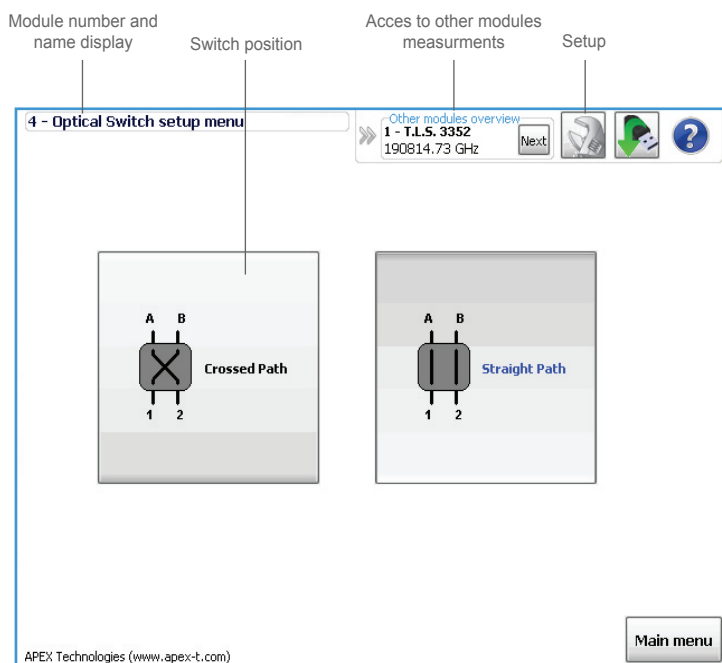 Module number and
name display
Switch position
Acces to other modules
measurments
Setup
4 - Optical Switch setup menu
Other modules overview
1 - T.L.S. 3352
190814.73 GHz
Next
A B
Crossed Path
1 2
A B
Straight Path
1 2
Main menu
APEX Technologies (www.apex-t.com)